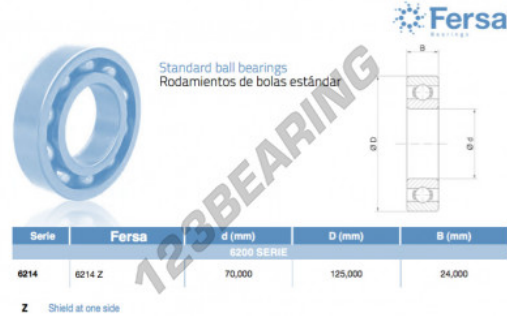 Fersa
Bearings
Standard ball bearings
Rodamientos de bolas estándar
B
Ø D
Ø d
123BEARING
Serie Fersa d (mm) D (mm) B (mm)
6200 SERIE
6214 6214 Z 70,000 125,000 24,000
Z Shield at one side